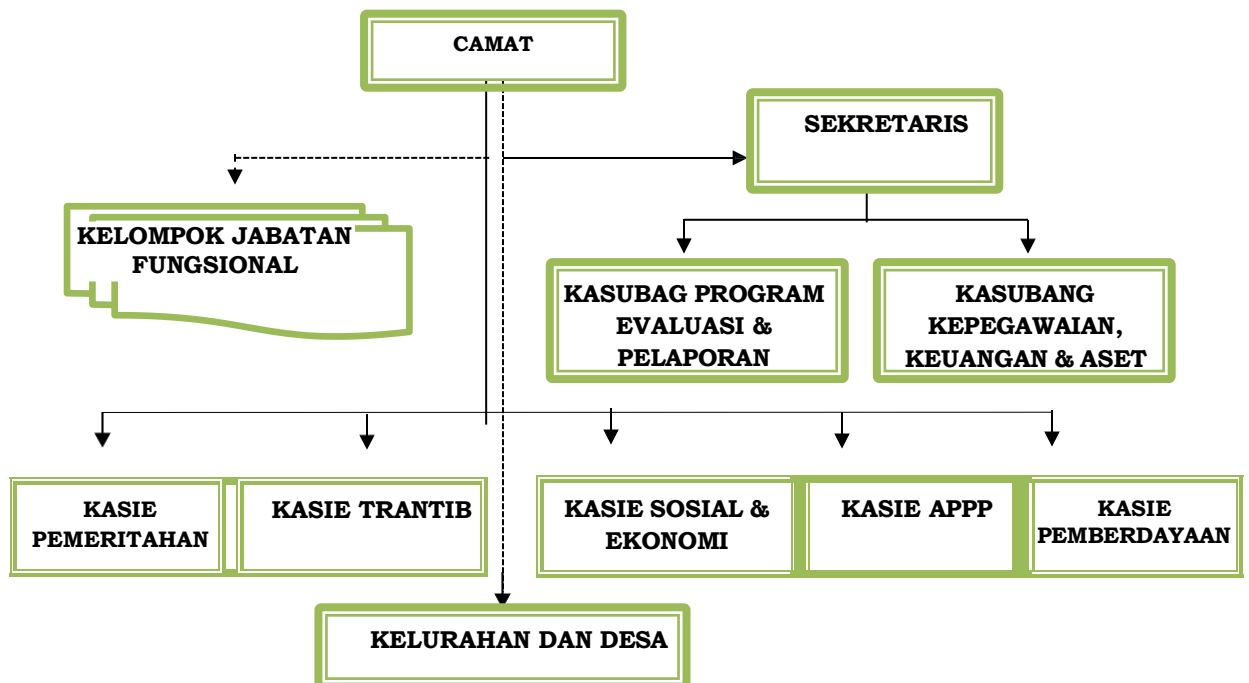 CAMAT
SEKRETARIS
KELOMPOK JABATAN
FUNGSIONAL
KASUBAG PROGRAM
EVALUASI &
PELAPORAN
KASUBANG
KEPEGAWAIAN,
KEUANGAN & ASET
KASIE
PEMERITAHAN
KASIE TRANTIB
KASIE SOSIAL &
EKONOMI
KASIE APPP
KASIE
PEMBERDAYAAN
KELURAHAN DAN DESA